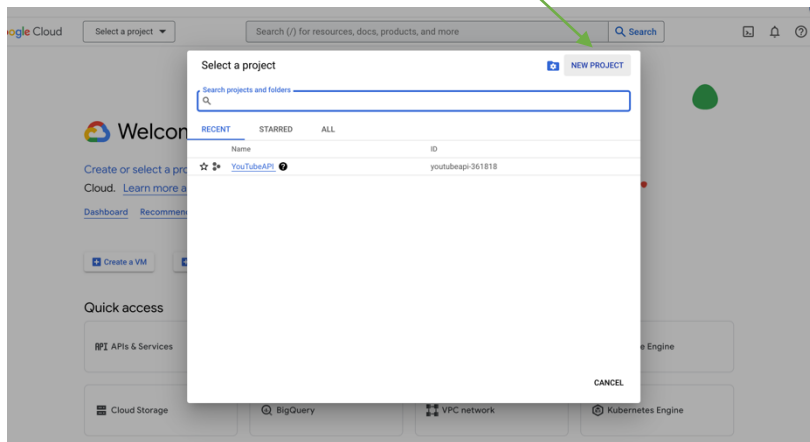 ogle Cloud
Select a project
Search (/) for resources, docs, products, and more
Search
Select a project
NEW PROJECT
Search projects and folders
RECENT STARRED ALL
Name ID
YouTubeAPI youtubeapi-361818
Welcon
Create or select a pro
Cloud. Learn more a
Dashboard Recommen
Create a VM
Quick access
API APIs & Services
e Engine
CANCEL
Cloud Storage BigQuery VPC network Kubernetes Engine